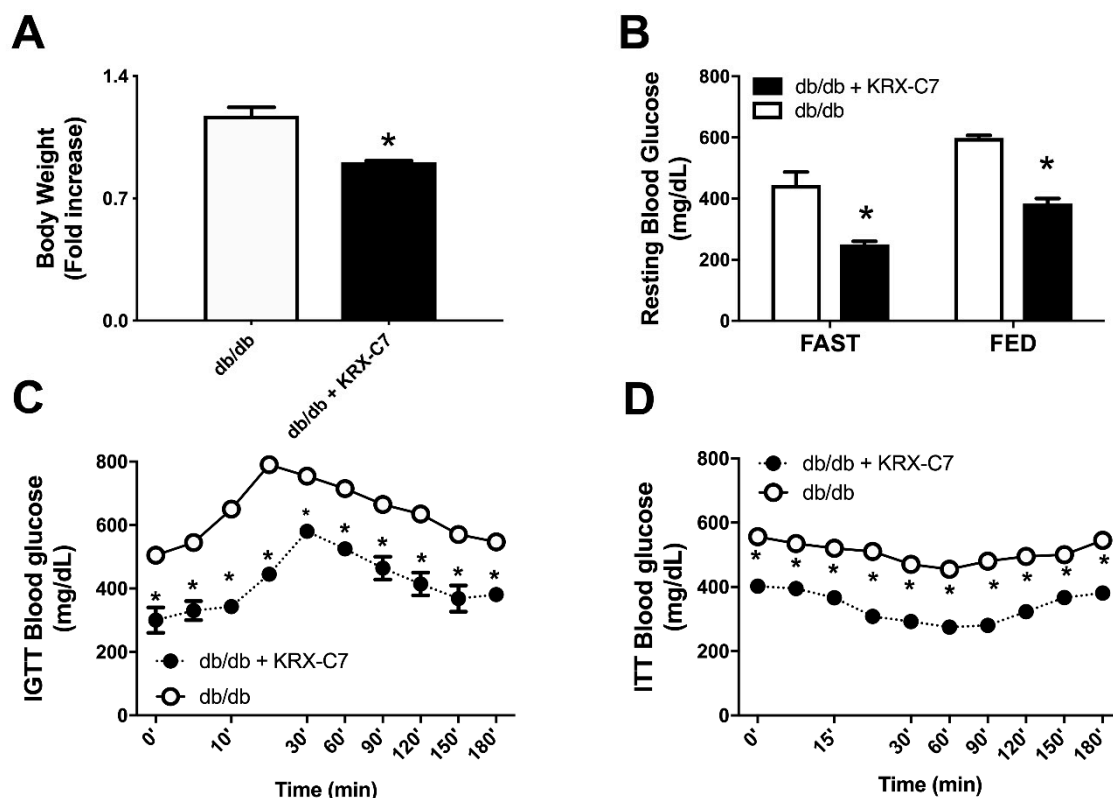 A
Body Weight
(Fold increase)
1.4
0.7
0.0
*
db/db
db/db + KRX-C7
B
Resting Blood Glucose
(mg/dL)
800
600
400
200
0
db/db + KRX-C7
db/db
*
*
FAST
FED
C
IGTT Blood glucose
(mg/dL)
800
600
400
200
0
* * * * * * * * * *
db/db + KRX-C7
db/db
0' 10' 30' 60' 90' 120' 150' 180'
Time (min)
D
ITT Blood glucose
(mg/dL)
800
600
400
200
0
db/db + KRX-C7
db/db
* * * * * * * * * *
0' 15' 30' 60' 90' 120' 150' 180'
Time (min)